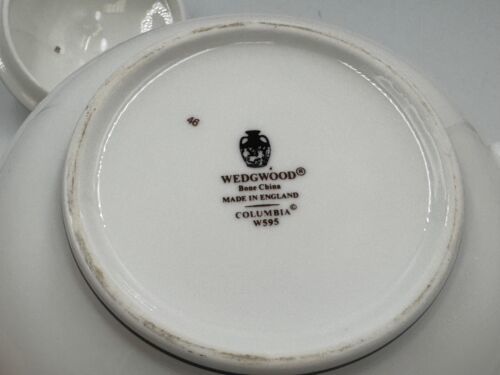 46
WEDGWOOD®
Bone China
MADE IN ENGLAND
COLUMBIA©
W595